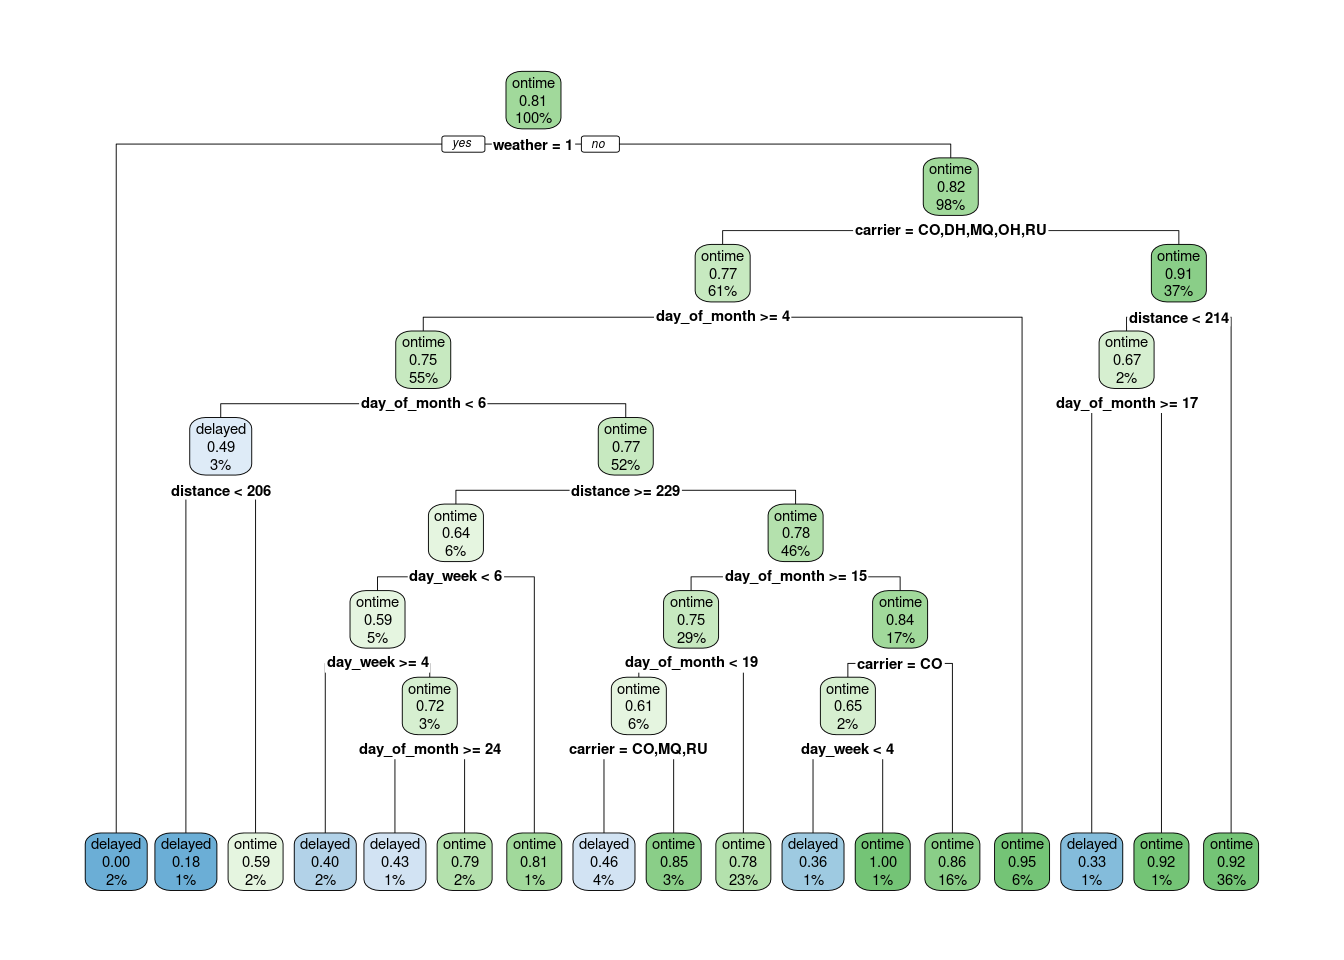 ontime
0.81
100%
yes
weather = 1
no
ontime
0.82
98%
carrier = CO,DH,MQ,OH,RU
ontime
0.77
61%
ontime
0.91
37%
day_of_month >= 4
distance < 214
ontime
0.75
55%
ontime
0.67
2%
day_of_month < 6
day_of_month >= 17
delayed
0.49
3%
ontime
0.77
52%
distance < 206
distance >= 229
ontime
0.64
6%
ontime
0.78
46%
day_week < 6
day_of_month >= 15
ontime
0.59
5%
ontime
0.75
29%
ontime
0.84
17%
day_week >= 4
day_of_month < 19
carrier = CO
ontime
0.72
3%
ontime
0.61
6%
ontime
0.65
2%
day_of_month >= 24
carrier = CO,MQ,RU
day_week < 4
delayed
0.00
2%
delayed
0.18
1%
ontime
0.59
2%
delayed
0.40
2%
delayed
0.43
1%
ontime
0.79
2%
ontime
0.81
1%
delayed
0.46
4%
ontime
0.85
3%
ontime
0.78
23%
delayed
0.36
1%
ontime
1.00
1%
ontime
0.86
16%
ontime
0.95
6%
delayed
0.33
1%
ontime
0.92
1%
ontime
0.92
36%